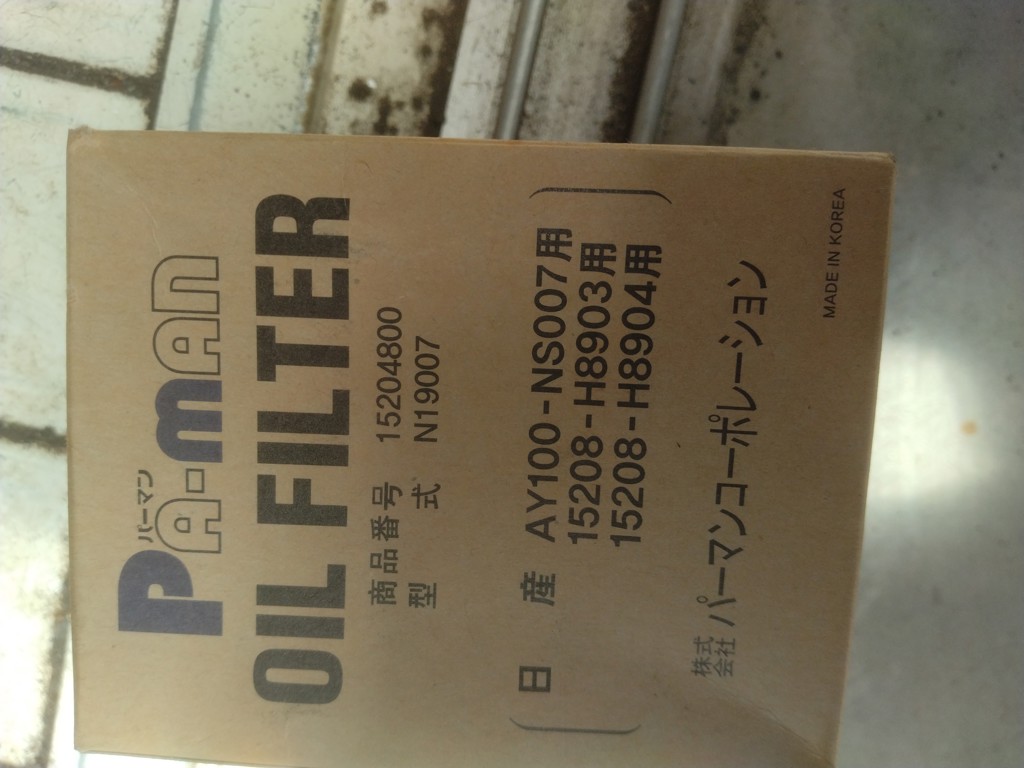 パーマン
PA-mAn
OIL FILTER
商品番号 15204800
型式 N19007
日産 AY100-NS007用
15208-H8903用
15208-H8904用
株式会社 パーマンコーポレーション
MADE IN KOREA